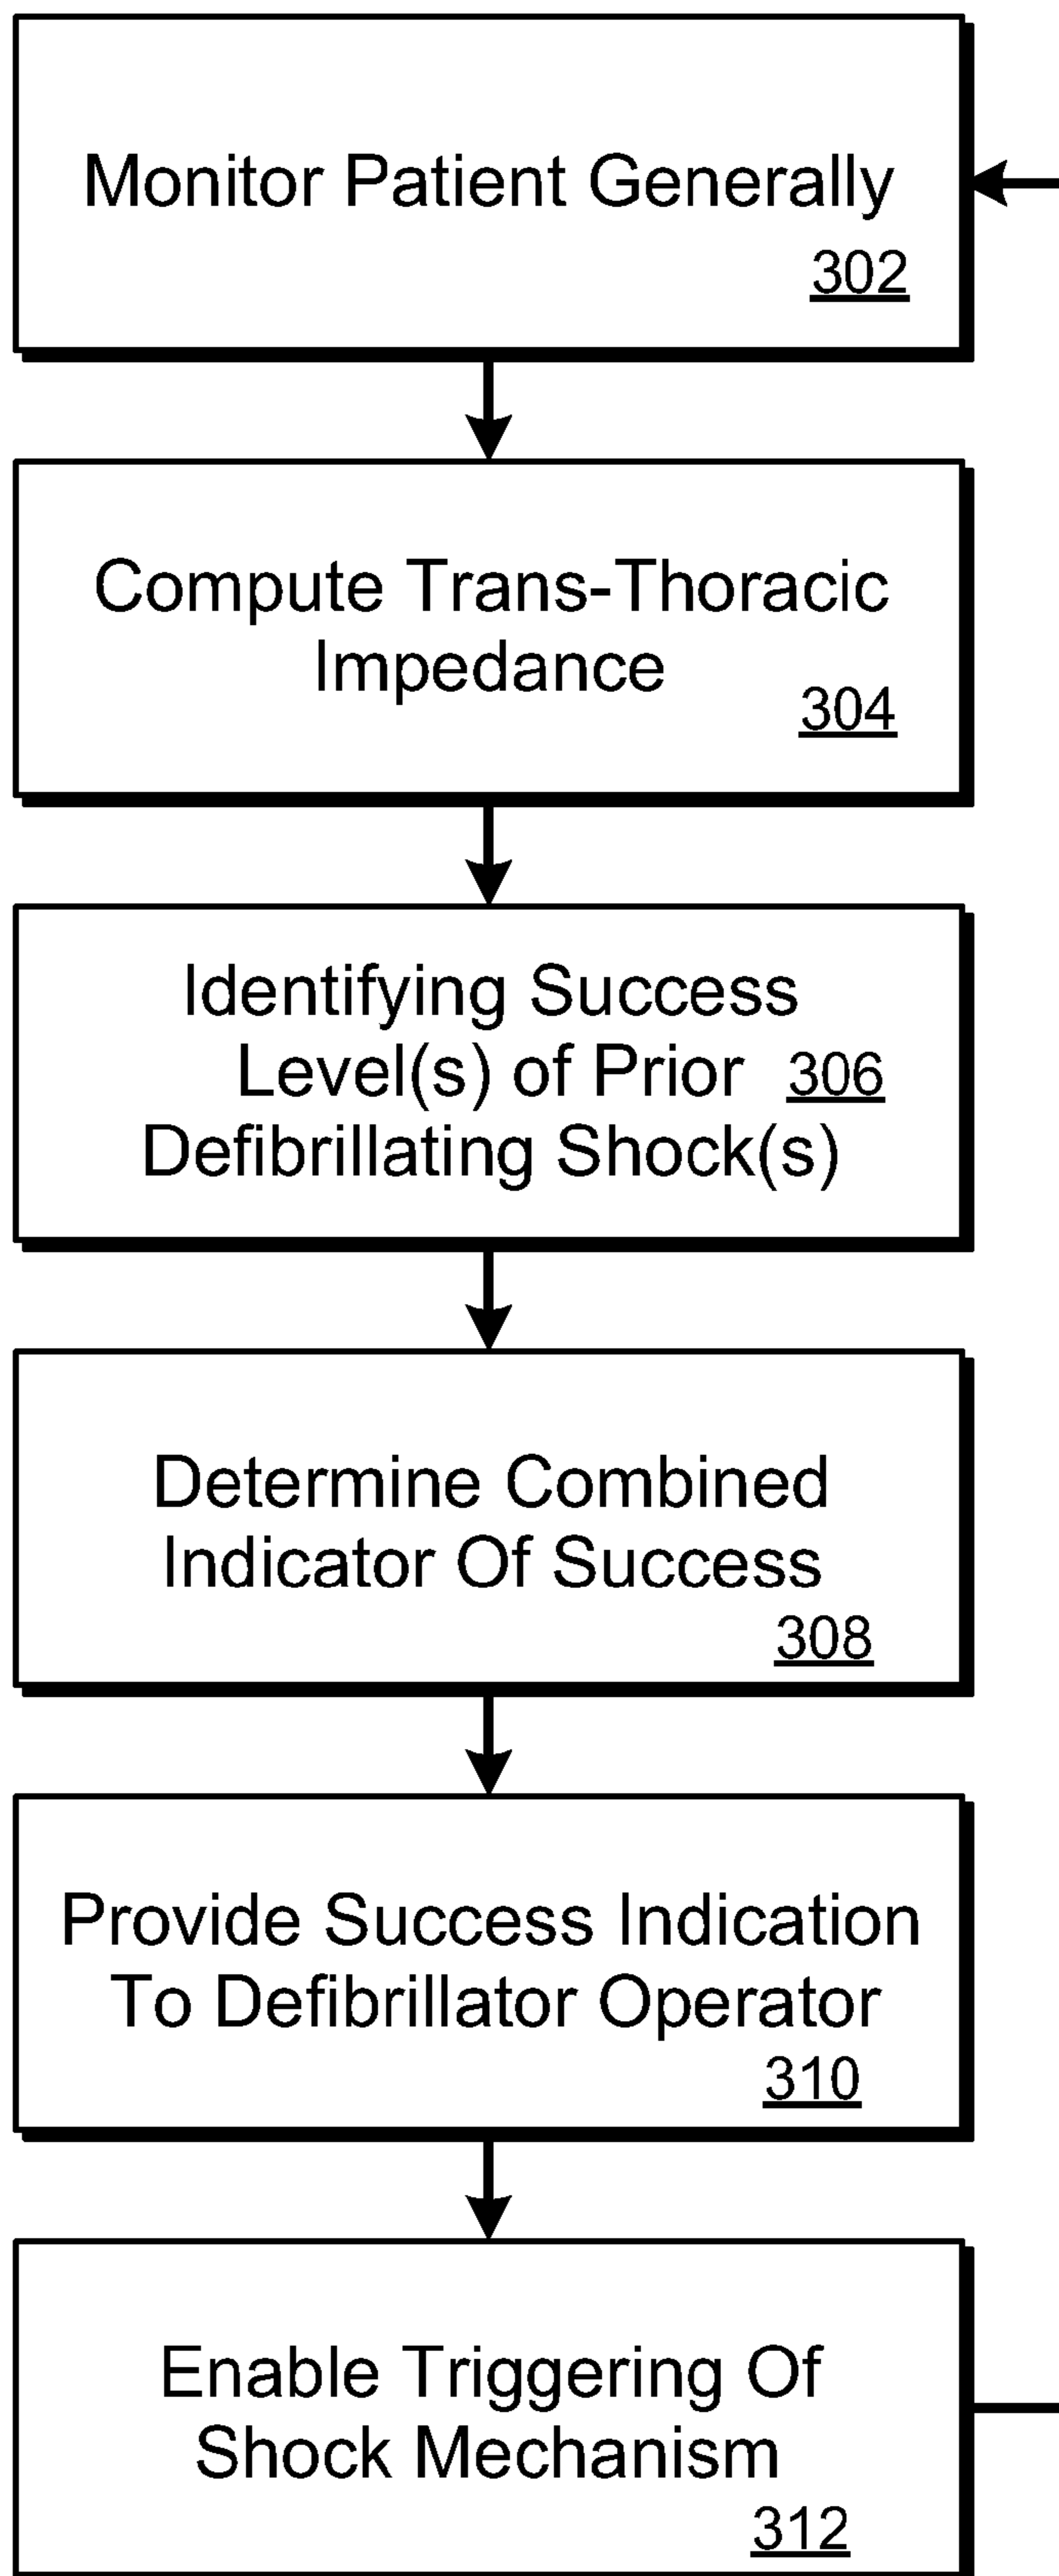 Monitor Patient Generally
302
Compute Trans-Thoracic
Impedance
304
Identifying Success
Level(s) of Prior 306
Defibrillating Shock(s)
Determine Combined
Indicator Of Success
308
Provide Success Indication
To Defibrillator Operator
310
Enable Triggering Of
Shock Mechanism
312